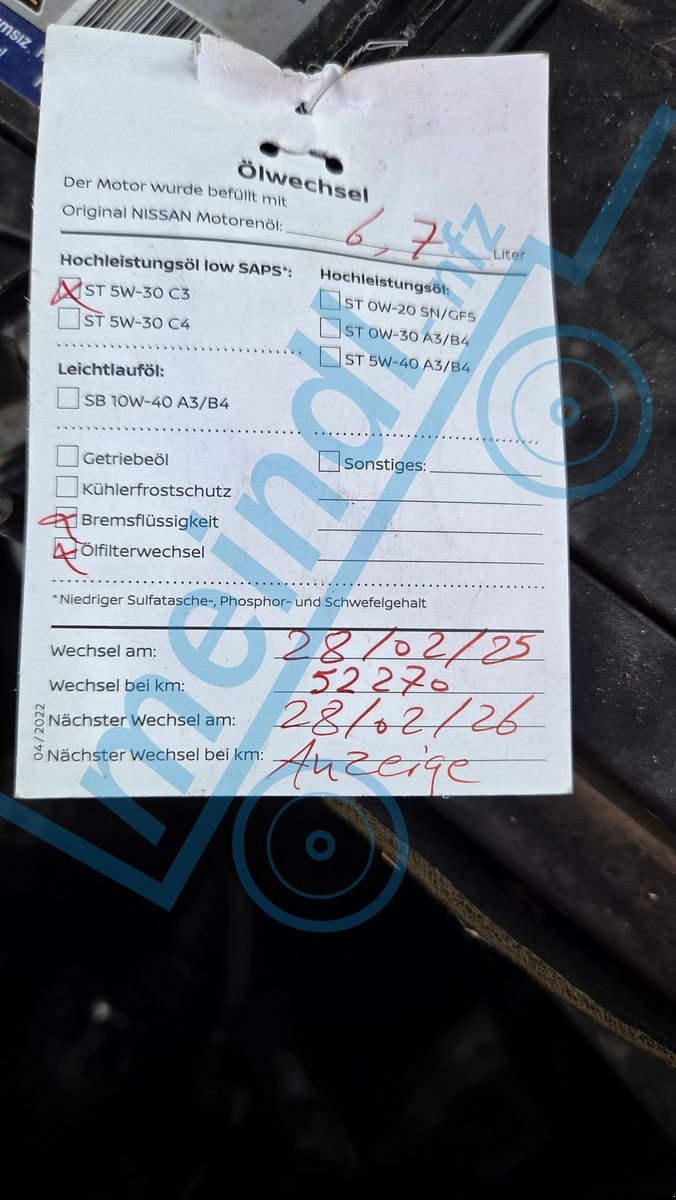 Ölwechsel
Der Motor wurde befüllt mit
Original NISSAN Motorenöl: 6,7 Liter
Hochleistungsöl low SAPS*:
ST 5W-30 C3
ST 5W-30 C4
Hochleistungsöl:
ST 0W-20 SN/GF5
ST 0W-30 A3/B4
ST 5W-40 A3/B4
Leichtlauföl:
SB 10W-40 A3/B4
Getriebeöl
Kühlerfrostschutz
Bremsflüssigkeit
Ölfilterwechsel
Sonstiges:
*Niedriger Sulfatasche-, Phosphor- und Schwefelgehalt
Wechsel am: 28/02/25
Wechsel bei km: 52270
Nächster Wechsel am: 28/02/26
Nächster Wechsel bei km: Anzeige
04/2022
meindl-nfz